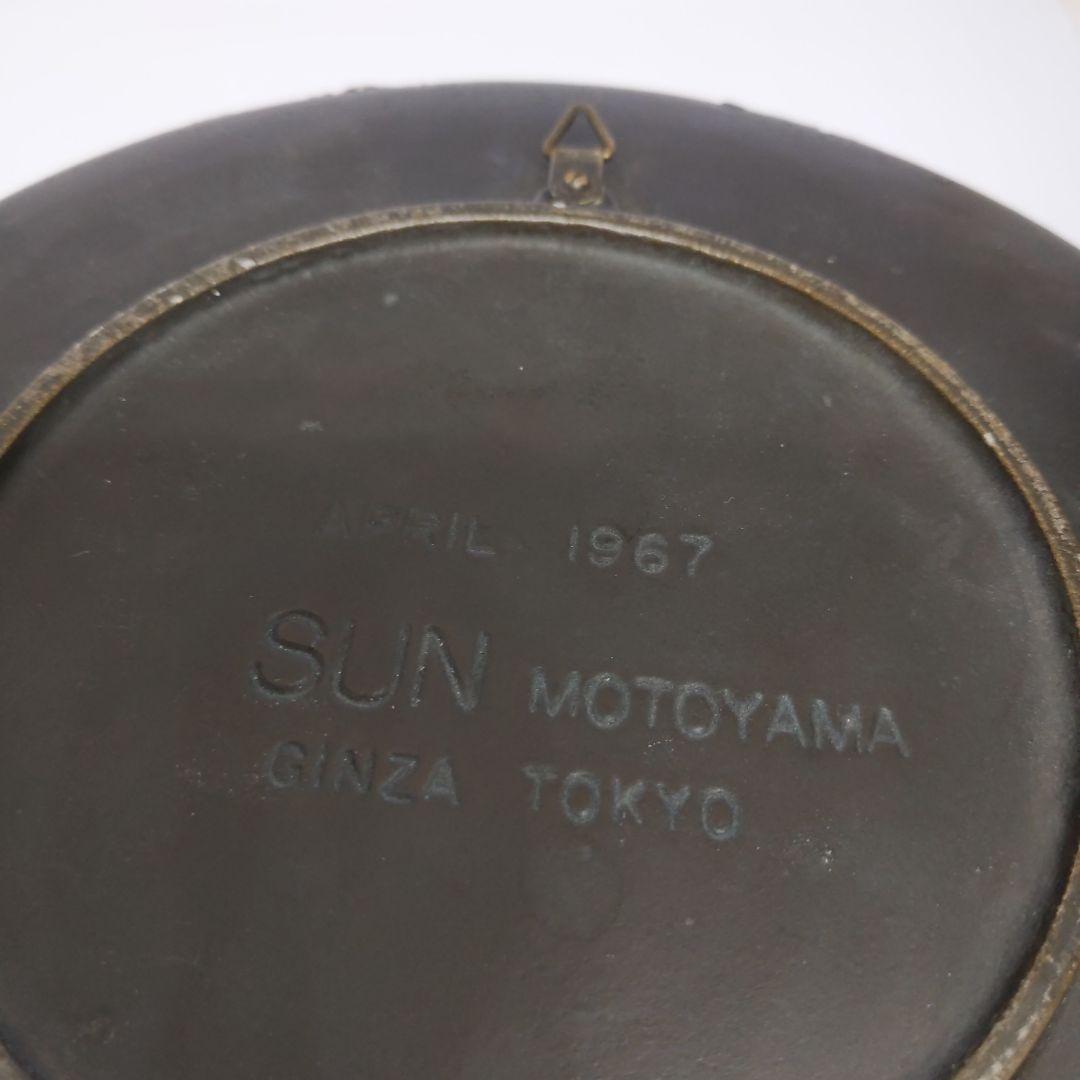 APRIL 1967
SUN MOTOYAMA
GINZA TOKYO